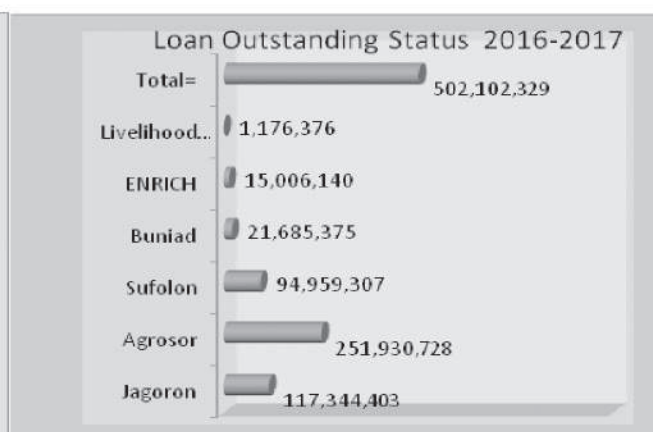 Loan Outstanding Status 2016-2017
Total= 502,102,329
Livelihood... 1,176,376
ENRICH 15,006,140
Buniad 21,685,375
Sufolon 94,959,307
Agrosor 251,930,728
Jagoron 117,344,403